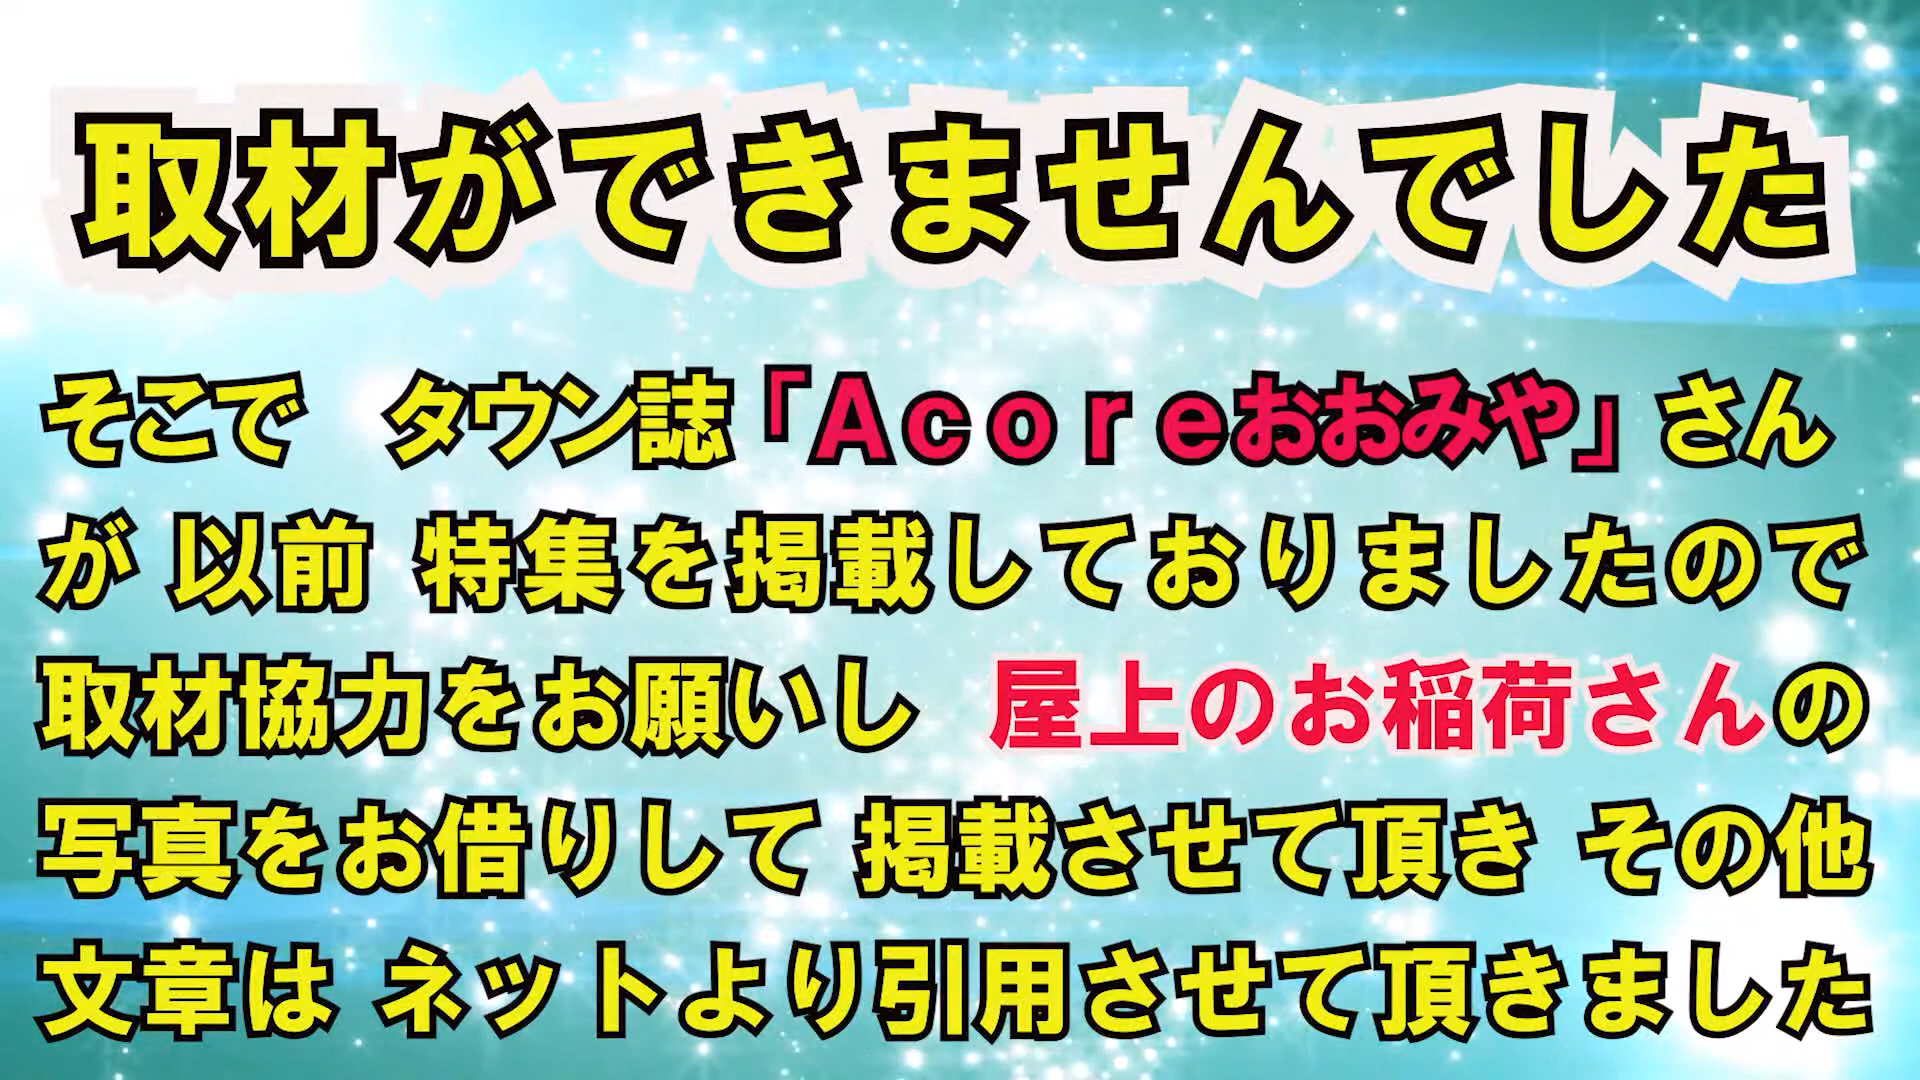 取材ができませんでした
そこで　タウン誌「Ａｃｏｒｅおおみや」さん
が 以前 特集を掲載しておりましたので
取材協力をお願いし　屋上のお稲荷さんの
写真をお借りして 掲載させて頂き その他
文章は ネットより引用させて頂きました